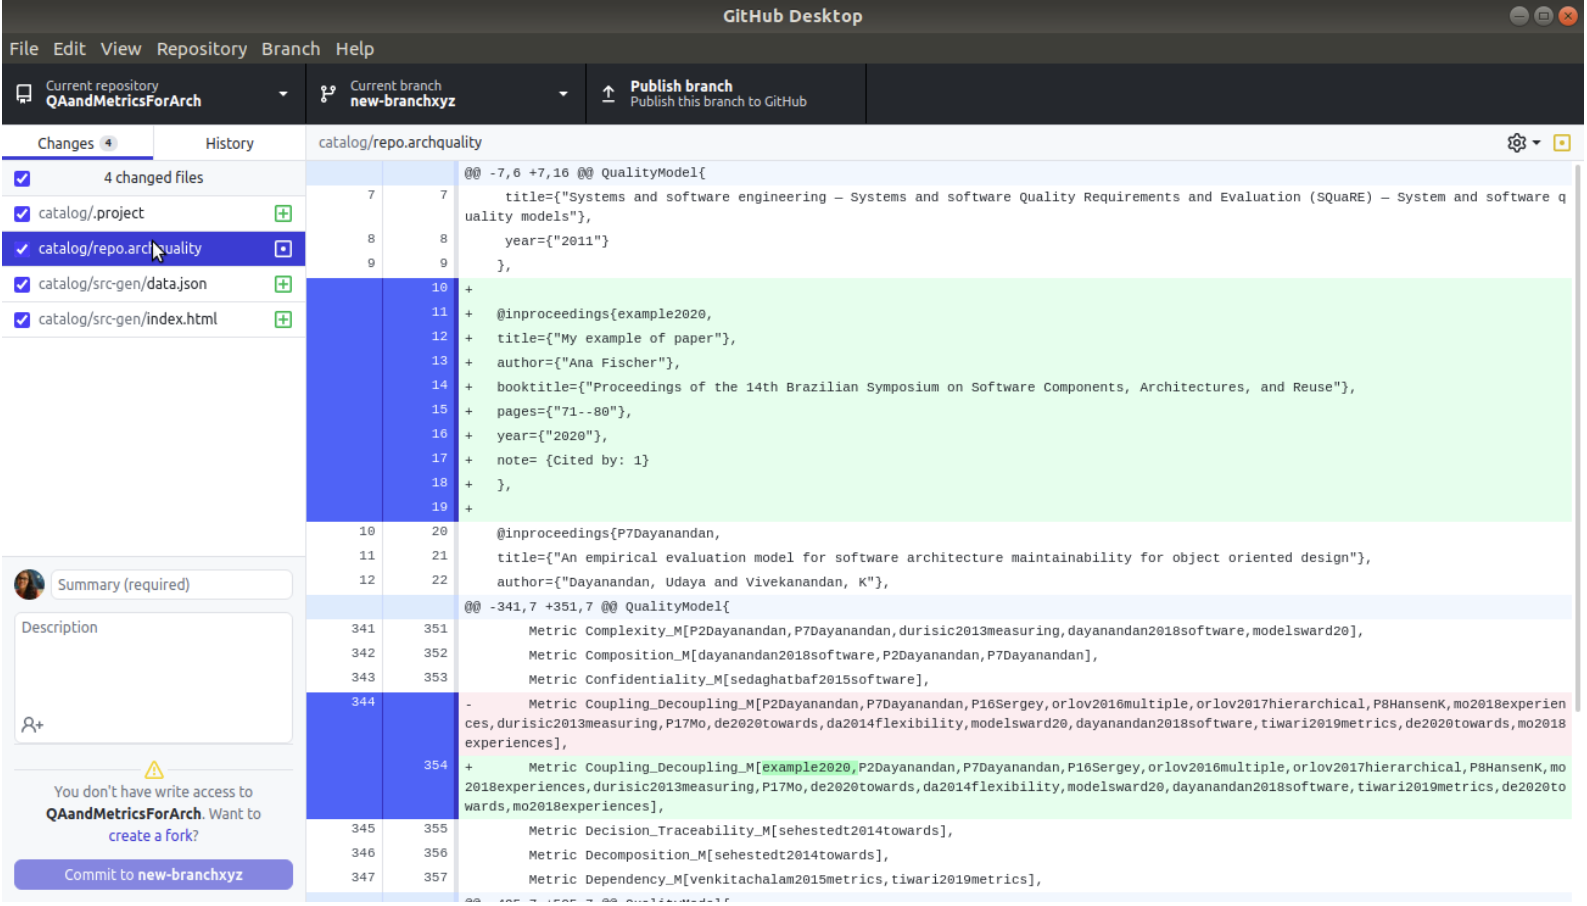 GitHub Desktop
File Edit View Repository Branch Help
Current repository
QAandMetricsForArch
Current branch
new-branchxyz
Publish branch
Publish this branch to GitHub
Changes 4
History
catalog/repo.archquality
4 changed files
catalog/.project
catalog/repo.archquality
catalog/src-gen/data.json
catalog/src-gen/index.html
Summary (required)
Description
You don't have write access to
QAandMetricsForArch. Want to
create a fork?
Commit to new-branchxyz
@@ -7,6 +7,16 @@ QualityModel{
7 7 title={"Systems and software engineering – Systems and software Quality Requirements and Evaluation (SQuaRE) – System and software q
uality models"},
8 8 year={"2011"}
9 9 },
10 +
11 + @inproceedings{example2020,
12 + title={"My example of paper"},
13 + author={"Ana Fischer"},
14 + booktitle={"Proceedings of the 14th Brazilian Symposium on Software Components, Architectures, and Reuse"},
15 + pages={"71--80"},
16 + year={"2020"},
17 + note= {Cited by: 1}
18 + },
19 +
10 20 @inproceedings{P7Dayanandan,
11 21 title={"An empirical evaluation model for software architecture maintainability for object oriented design"},
12 22 author={"Dayanandan, Udaya and Vivekanandan, K"},
@@ -341,7 +351,7 @@ QualityModel{
341 351 Metric Complexity_M[P2Dayanandan,P7Dayanandan,durisic2013measuring,dayanandan2018software,modelsward20],
342 352 Metric Composition_M[dayanandan2018software,P2Dayanandan,P7Dayanandan],
343 353 Metric Confidentiality_M[sedaghatbaf2015software],
344 - Metric Coupling_Decoupling_M[P2Dayanandan,P7Dayanandan,P16Sergey,orlov2016multiple,orlov2017hierarchical,P8HansenK,mo2018experien
ces,durisic2013measuring,P17Mo,de2020towards,da2014flexibility,modelsward20,dayanandan2018software,tiwari2019metrics,de2020towards,mo2018
experiences],
354 + Metric Coupling_Decoupling_M[example2020,P2Dayanandan,P7Dayanandan,P16Sergey,orlov2016multiple,orlov2017hierarchical,P8HansenK,mo
2018experiences,durisic2013measuring,P17Mo,de2020towards,da2014flexibility,modelsward20,dayanandan2018software,tiwari2019metrics,de2020to
wards,mo2018experiences],
345 355 Metric Decision_Traceability_M[sehestedt2014towards],
346 356 Metric Decomposition_M[sehestedt2014towards],
347 357 Metric Dependency_M[venkitachalam2015metrics,tiwari2019metrics],